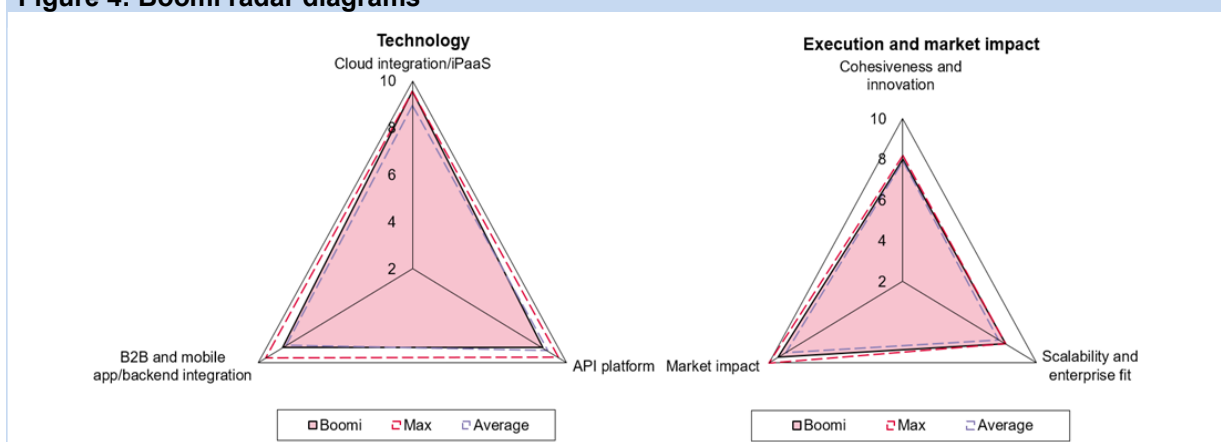 Figure 4: Boomi radar diagrams
Technology
Cloud integration/iPaaS
10
8
6
4
2
B2B and mobile
app/backend integration
API platform
Boomi
Max
Average
Execution and market impact
Cohesiveness and
innovation
10
8
6
4
2
Market impact
Scalability and
enterprise fit
Boomi
Max
Average